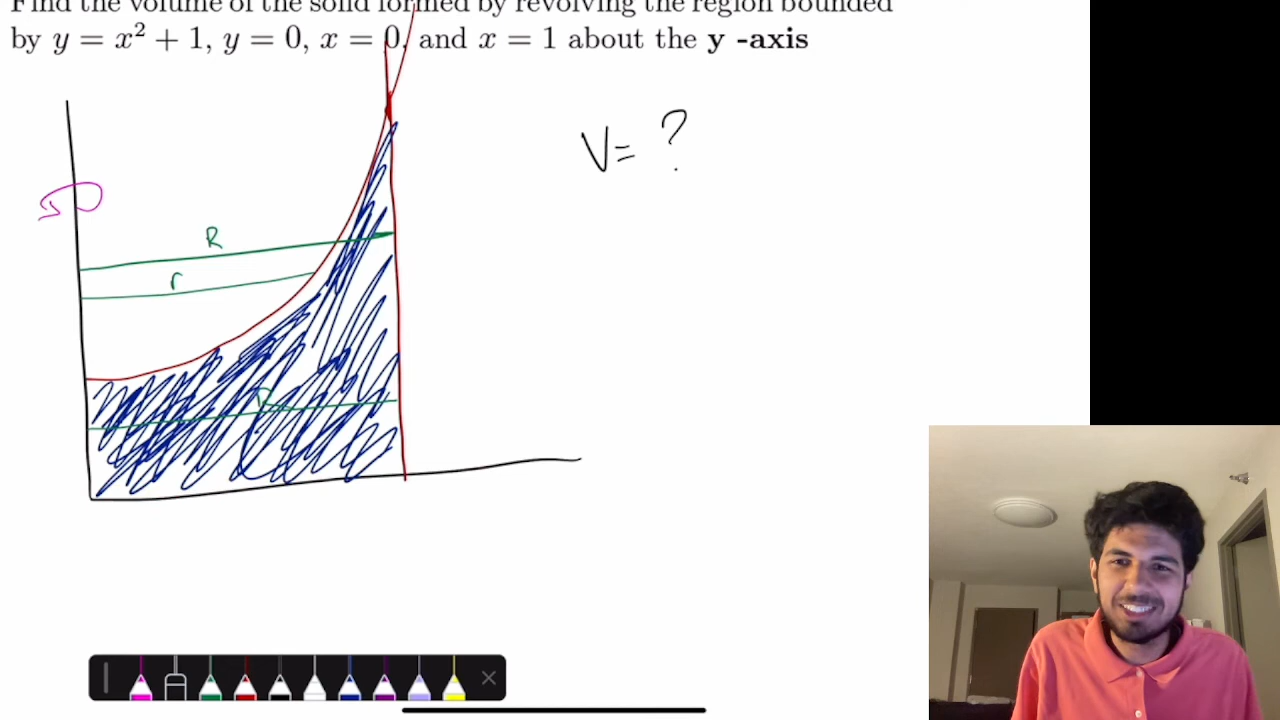 Find the volume of the solid formed by revolving the region bounded
by y = x² + 1, y = 0, x = 0, and x = 1 about the y -axis
V= ?
R
r
R